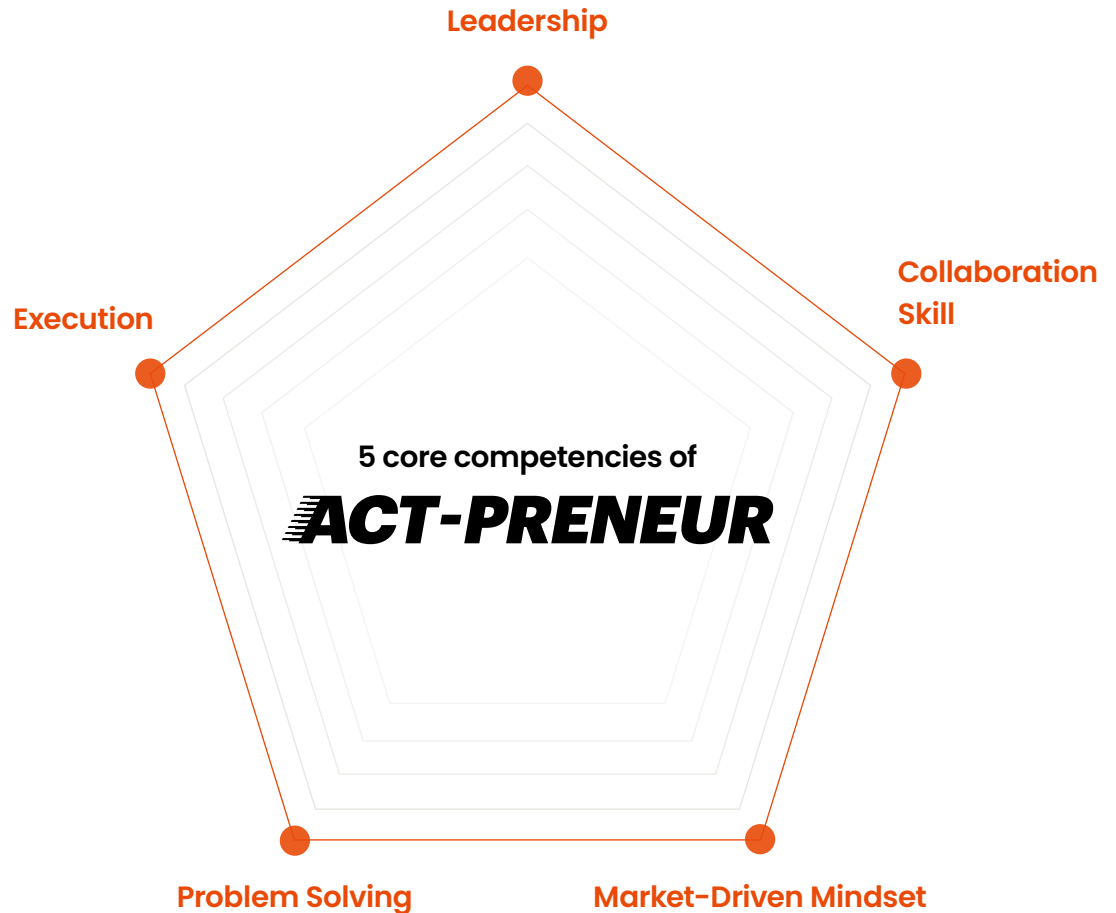 Leadership
Collaboration
Skill
Execution
5 core competencies of
ACT-PRENEUR
Problem Solving
Market-Driven Mindset